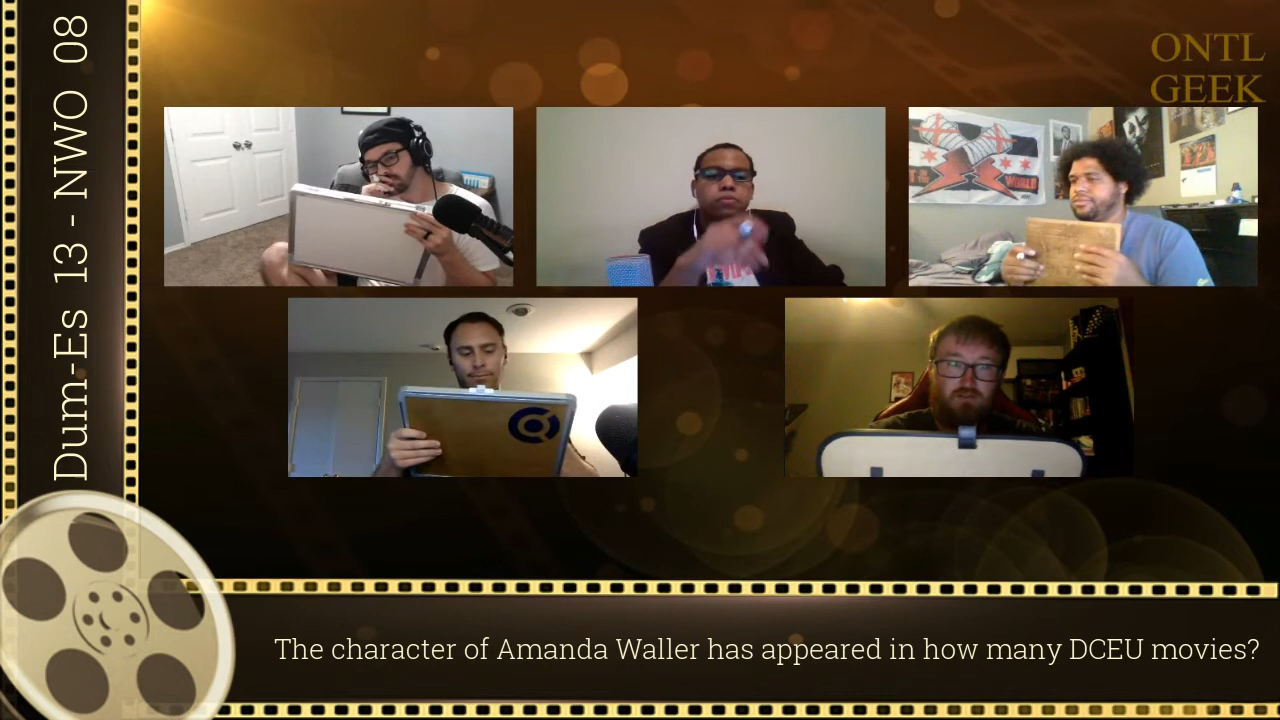 Dum-Es 13 - NWO 08
ONTL
GEEK
The character of Amanda Waller has appeared in how many DCEU movies?